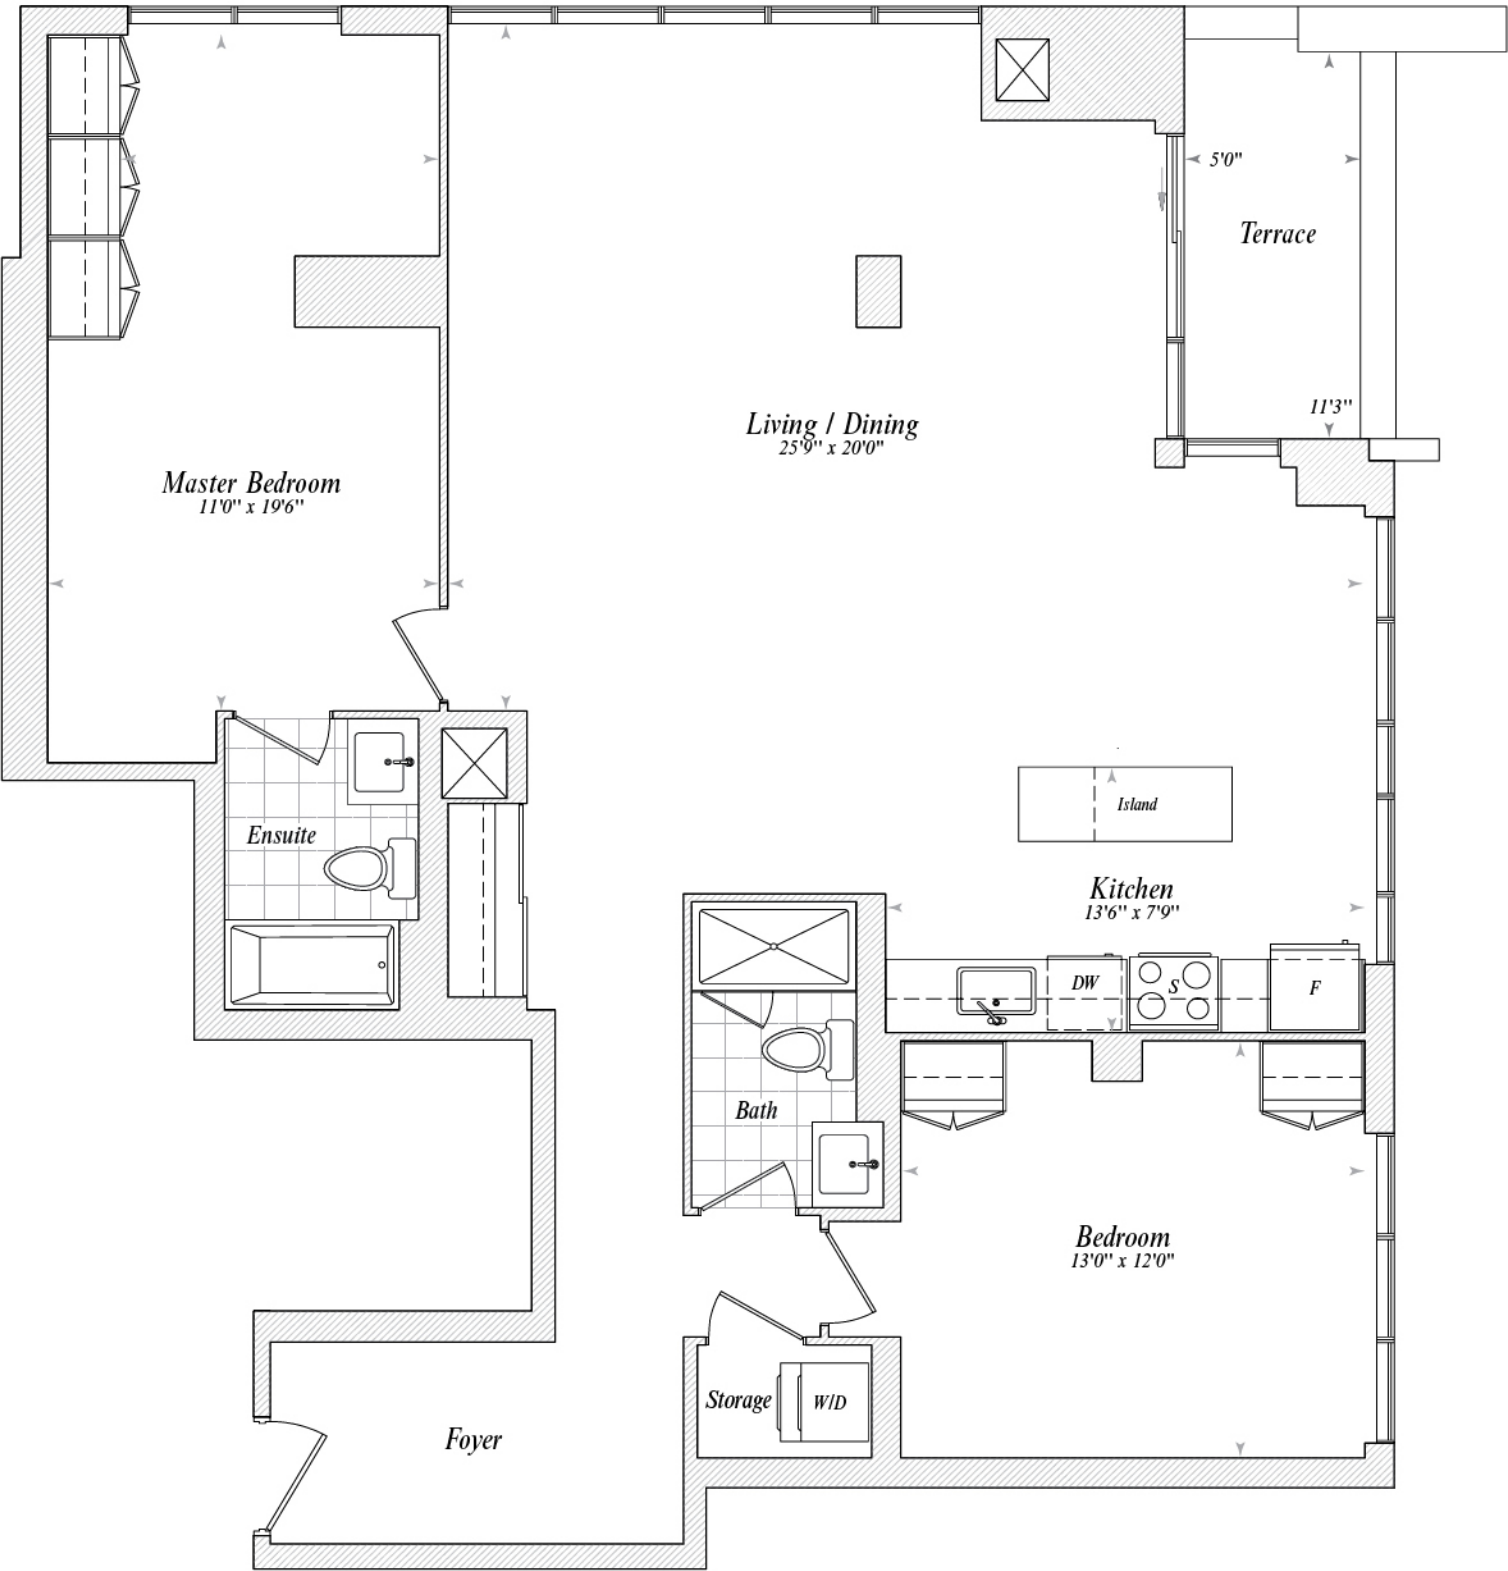 5'0"
Terrace
11'3"
Living / Dining
25'9" x 20'0"
Master Bedroom
11'0" x 19'6"
Island
Ensuite
Kitchen
13'6" x 7'9"
DW
S
F
Bath
Bedroom
13'0" x 12'0"
Storage
W/D
Foyer